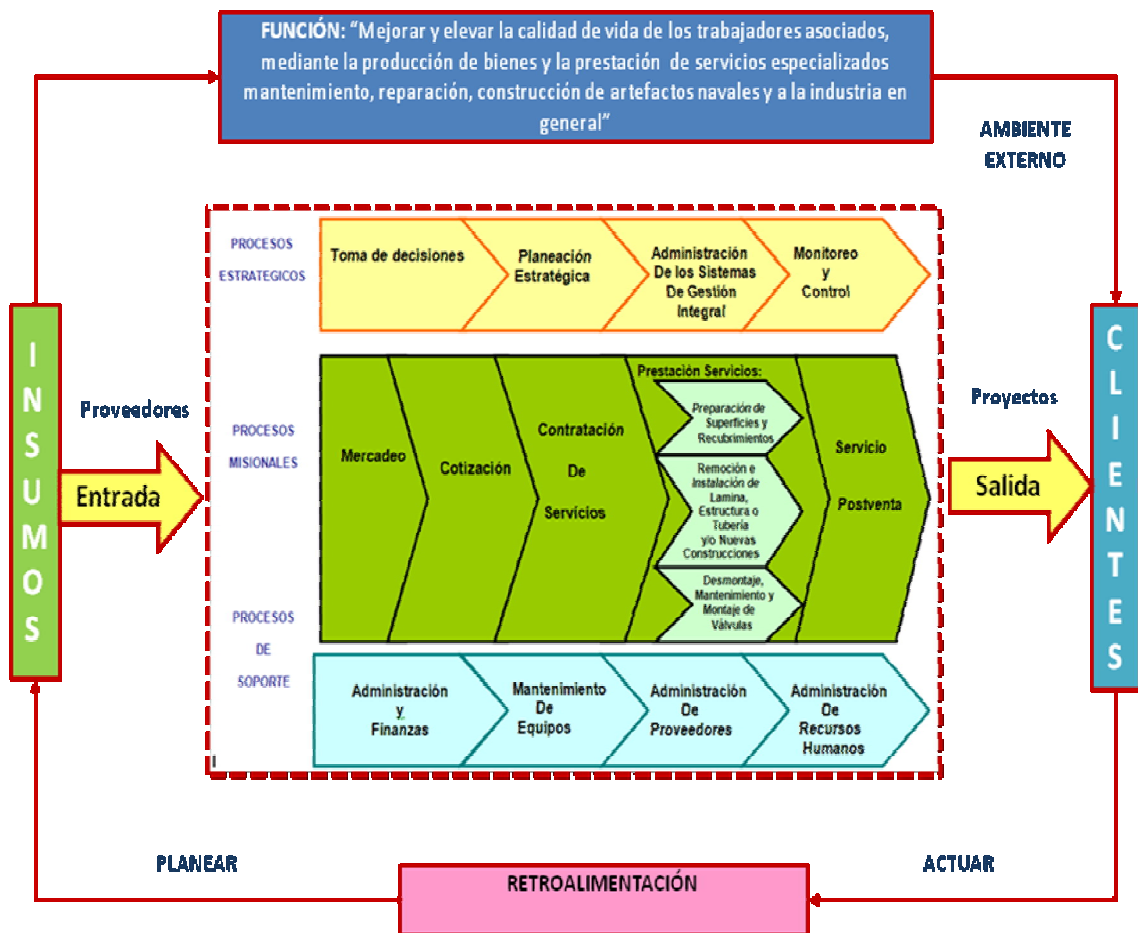 FUNCIÓN: “Mejorar y elevar la calidad de vida de los trabajadores asociados,
mediante la producción de bienes y la prestación de servicios especializados
mantenimiento, reparación, construcción de artefactos navales y a la industria en
general”
AMBIENTE
EXTERNO
PROCESOS
ESTRATEGICOS
Toma de decisiones
Planeación
Estratégica
Administración
De los Sistemas
De Gestión
Integral
Monitoreo
y
Control
INSUMOS
Proveedores
Entrada
PROCESOS
MISIONALES
Mercadeo
Cotización
Contratación
De
Servicios
Prestación Servicios:
Preparación de
Superficies y
Recubrimientos
Remoción e
Instalación de
Lamina,
Estructura o
Tubería
y/o Nuevas
Construcciones
Desmontaje,
Mantenimiento y
Montaje de
Válvulas
Servicio
Postventa
Proyectos
Salida
CLIENTES
PROCESOS
DE
SOPORTE
Administración
y
Finanzas
Mantenimiento
De
Equipos
Administración
De
Proveedores
Administración
De
Recursos
Humanos
PLANEAR
RETROALIMENTACIÓN
ACTUAR